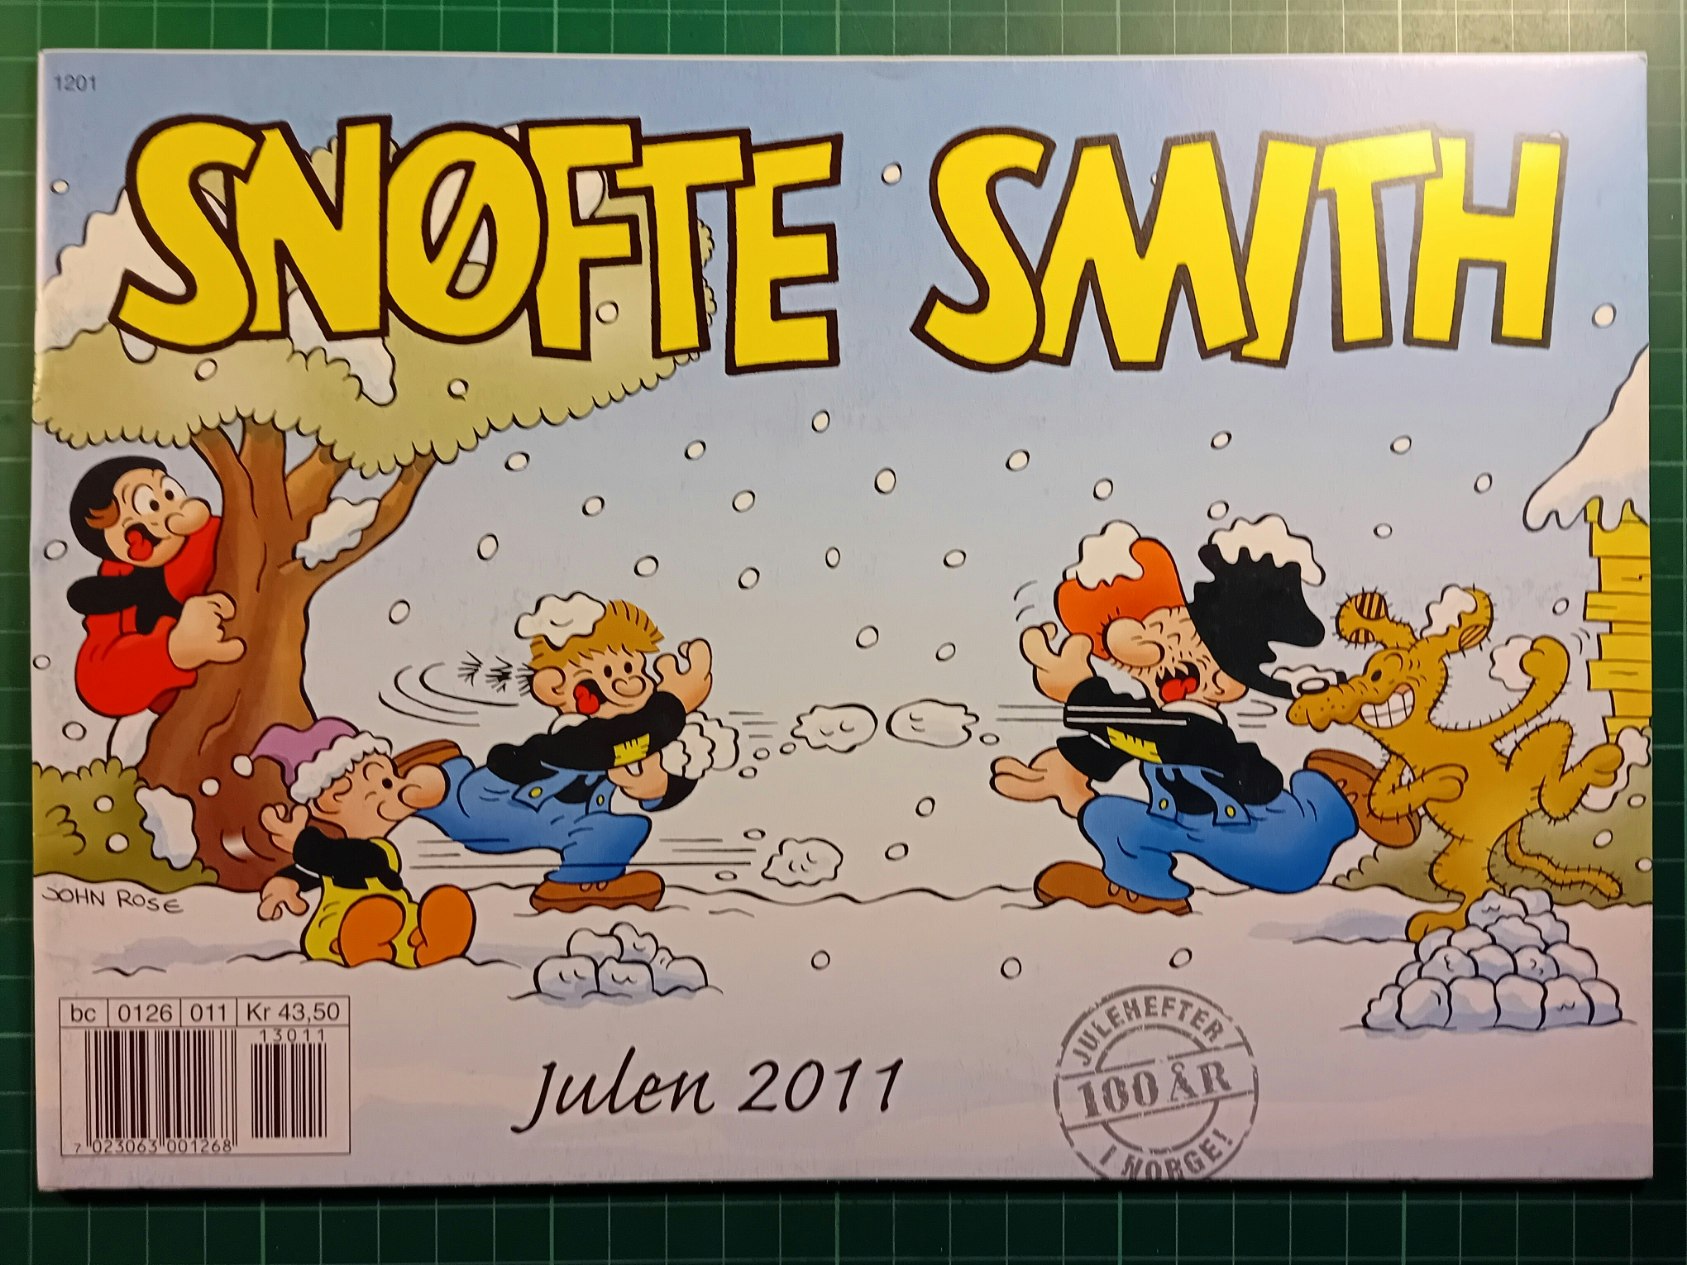 1201
SNØFTE SMITH
JOHN ROSE
bc 0126 011 Kr 43,50
13011
7 023063 001268
Julen 2011
JULEHEFTER
100 ÅR
I NORGE!